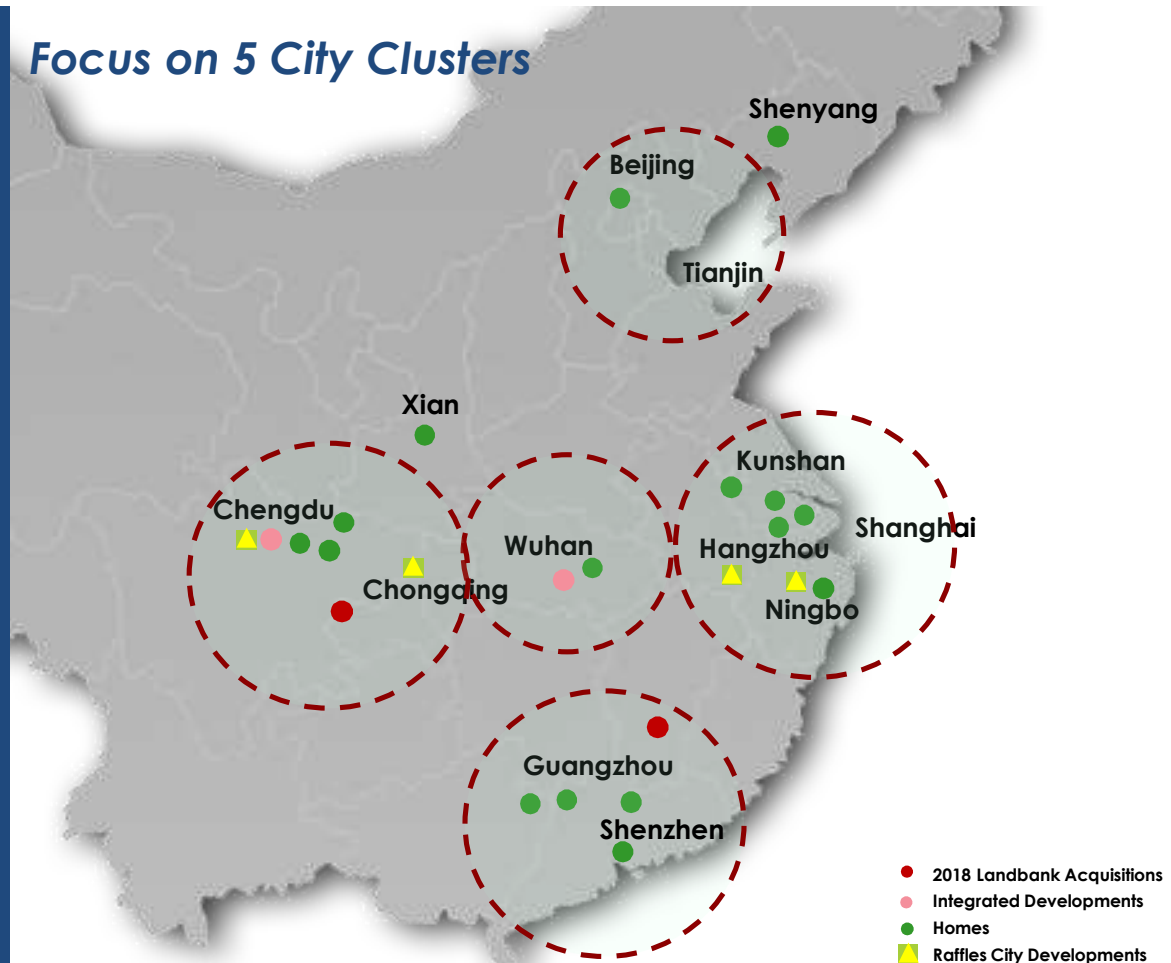 Focus on 5 City Clusters
Shenyang
Beijing
Tianjin
Xian
Kunshan
Chengdu
Shanghai
Wuhan
Hangzhou
Chongqing
Ningbo
Guangzhou
Shenzhen
2018 Landbank Acquisitions
Integrated Developments
Homes
Raffles City Developments